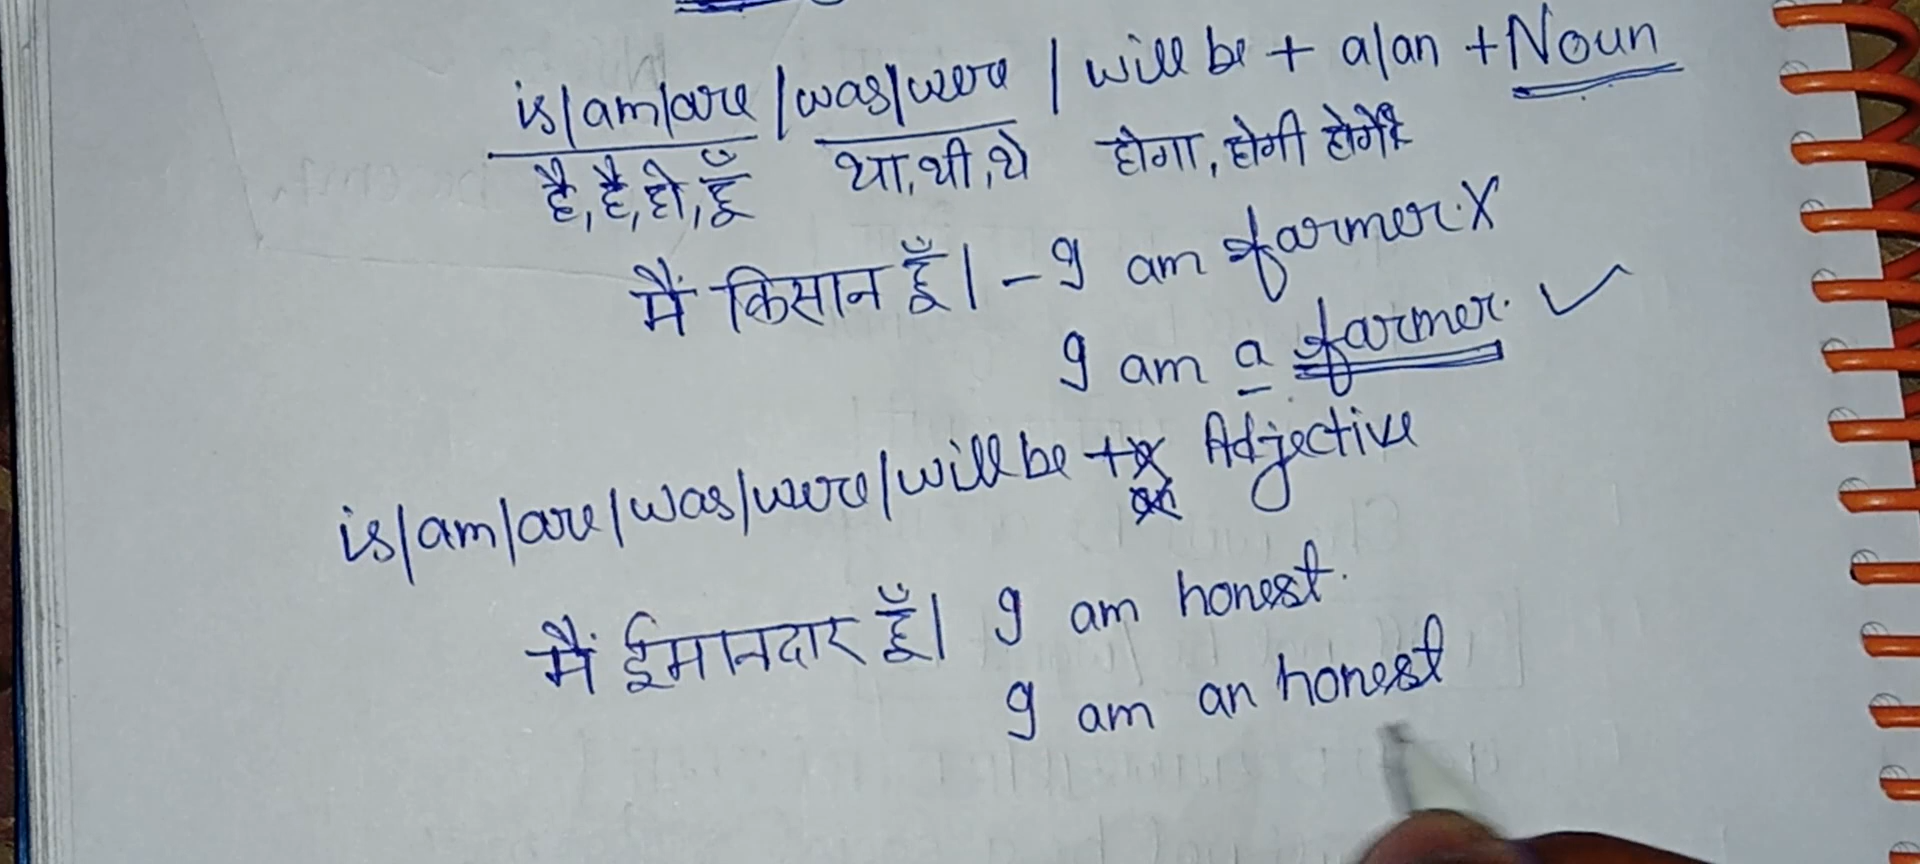 is/am/are/was/were/will be + a/an + Noun
है, है, हो, हूँ था, थी, थे होगा, होगी होंगे
मैं किसान हूँ। - I am farmer. X
I am a farmer. ✓
is/am/are/was/were/will be + a Adjective
an
मैं ईमानदार हूँ। I am honest.
I am an honest